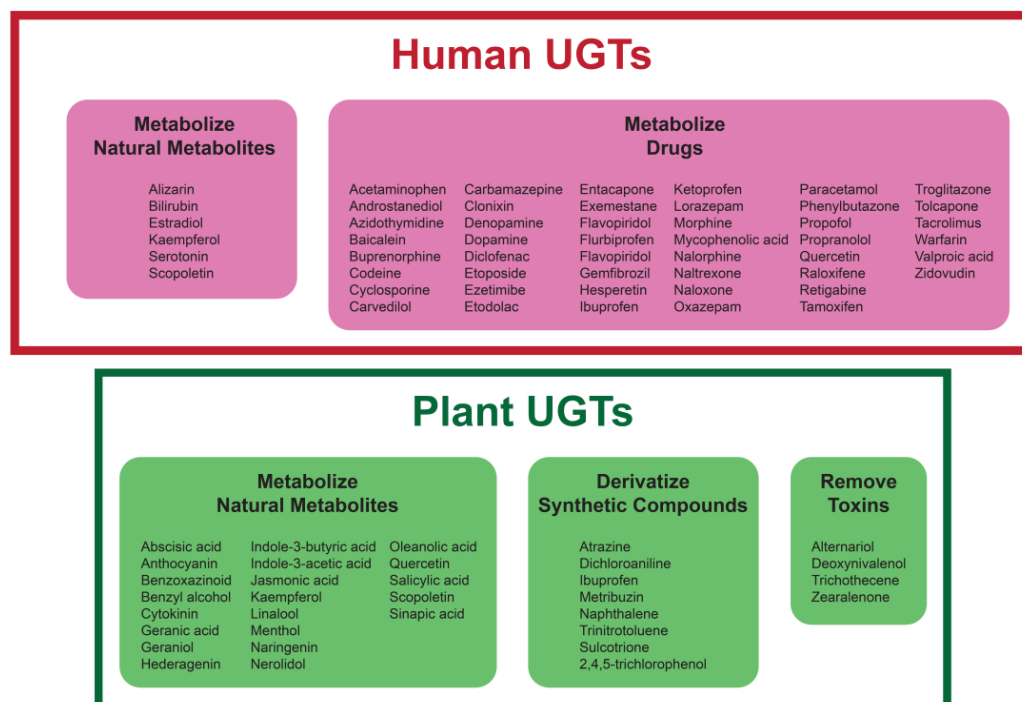 Human UGTs
Metabolize
Natural Metabolites
Alizarin
Bilirubin
Estradiol
Kaempferol
Serotonin
Scopoletin
Metabolize
Drugs
Acetaminophen
Androstanediol
Azidothymidine
Baicalein
Buprenorphine
Codeine
Cyclosporine
Carvedilol
Carbamazepine
Clonixin
Denopamine
Dopamine
Diclofenac
Etoposide
Ezetimibe
Etodolac
Entacapone
Exemestane
Flavopiridol
Flurbiprofen
Flavopiridol
Gemfibrozil
Hesperetin
Ibuprofen
Ketoprofen
Lorazepam
Morphine
Mycophenolic acid
Nalorphine
Naltrexone
Naloxone
Oxazepam
Paracetamol
Phenylbutazone
Propofol
Propranolol
Quercetin
Raloxifene
Retigabine
Tamoxifen
Troglitazone
Tolcapone
Tacrolimus
Warfarin
Valproic acid
Zidovudin
Plant UGTs
Metabolize
Natural Metabolites
Abscisic acid
Anthocyanin
Benzoxazinoid
Benzyl alcohol
Cytokinin
Geranic acid
Geraniol
Hederagenin
Indole-3-butyric acid
Indole-3-acetic acid
Jasmonic acid
Kaempferol
Linalool
Menthol
Naringenin
Nerolidol
Oleanolic acid
Quercetin
Salicylic acid
Scopoletin
Sinapic acid
Derivatize
Synthetic Compounds
Atrazine
Dichloroaniline
Ibuprofen
Metribuzin
Naphthalene
Trinitrotoluene
Sulcotrione
2,4,5-trichlorophenol
Remove
Toxins
Alternariol
Deoxynivalenol
Trichothecene
Zearalenone